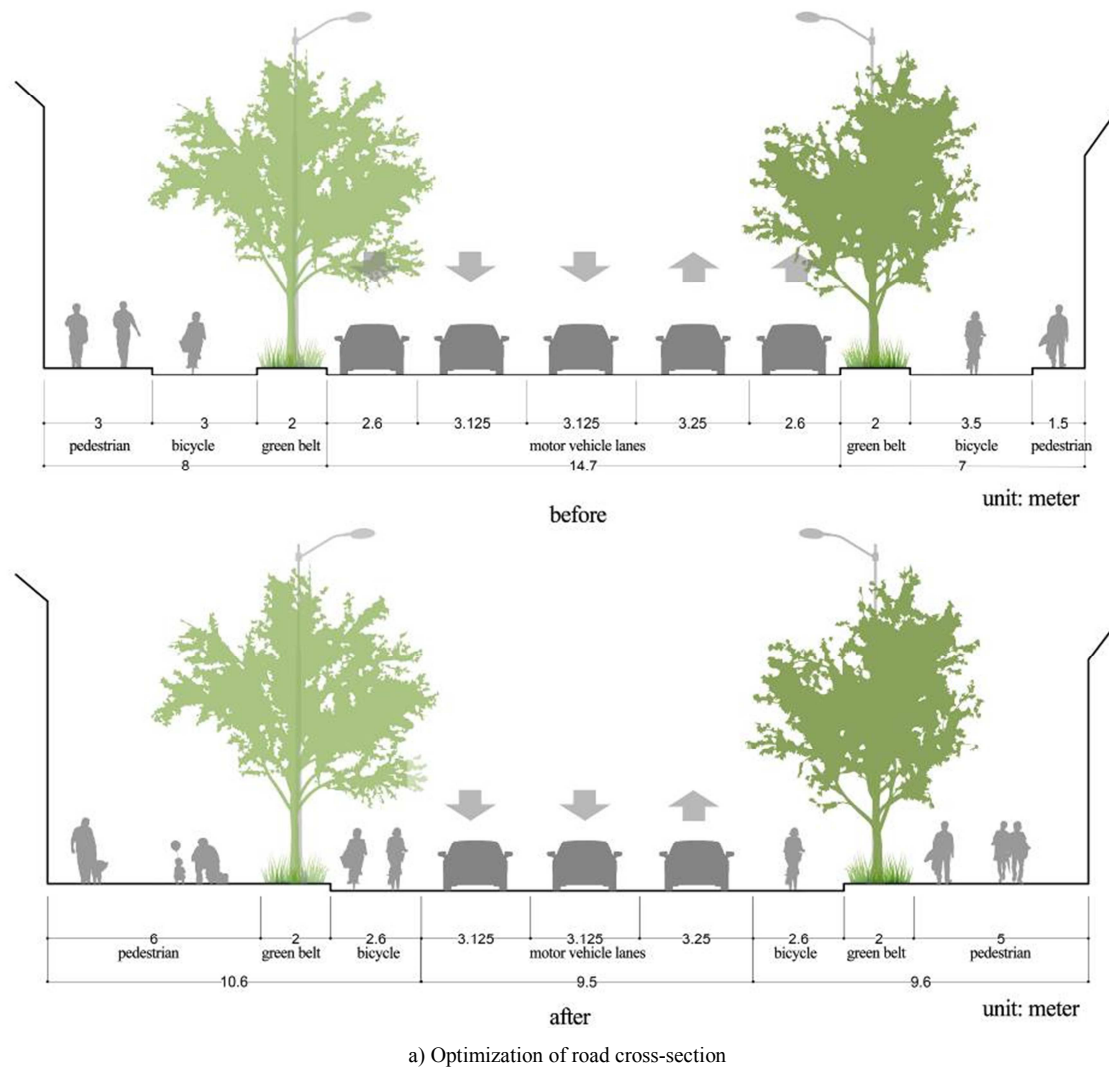 3 3 2 2.6 3.125 3.125 3.25 2.6 2 3.5 1.5
pedestrian bicycle green belt motor vehicle lanes green belt bicycle pedestrian
8 14.7 7
unit: meter
before
6 2 2.6 3.125 3.125 3.25 2.6 2 5
pedestrian green belt bicycle motor vehicle lanes bicycle green belt pedestrian
10.6 9.5 9.6
unit: meter
after
a) Optimization of road cross-section